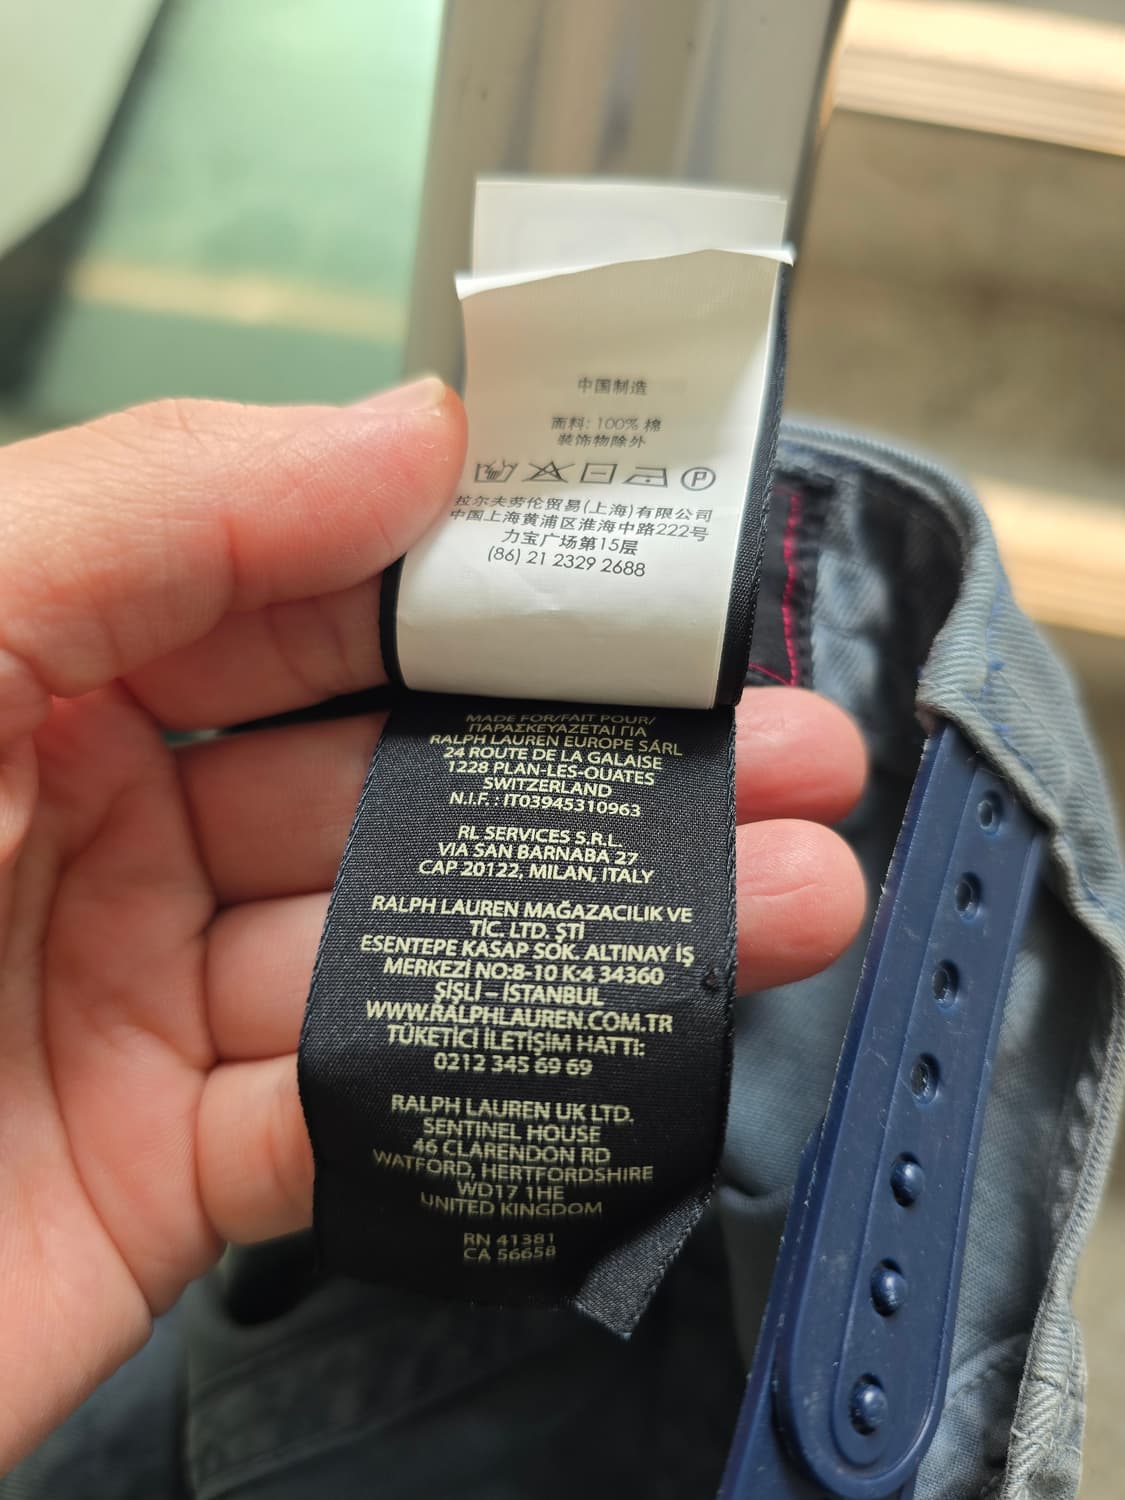 中国制造
面料: 100% 棉
装饰物除外
P
拉尔夫劳伦贸易(上海)有限公司
中国上海黄浦区淮海中路222号
力宝广场第15层
(86) 21 2329 2688
MADE FOR/FAIT POUR/
ΠΑΡΑΣΚΕΥΑΖΕΤΑΙ ΓΙΑ
RALPH LAUREN EUROPE SÁRL
24 ROUTE DE LA GALAISE
1228 PLAN-LES-OUATES
SWITZERLAND
N.I.F. : IT03945310963
RL SERVICES S.R.L.
VIA SAN BARNABA 27
CAP 20122, MILAN, ITALY
RALPH LAUREN MAĞAZACILIK VE
TİC. LTD. ŞTİ
ESENTEPE KASAP SOK. ALTINAY İŞ
MERKEZİ NO:8-10 K:4 34360
ŞİŞLİ – İSTANBUL
WWW.RALPHLAUREN.COM.TR
TÜKETİCİ İLETİŞİM HATTI:
0212 345 69 69
RALPH LAUREN UK LTD.
SENTINEL HOUSE
46 CLARENDON RD
WATFORD, HERTFORDSHIRE
WD17 1HE
UNITED KINGDOM
RN 41381
CA 56658